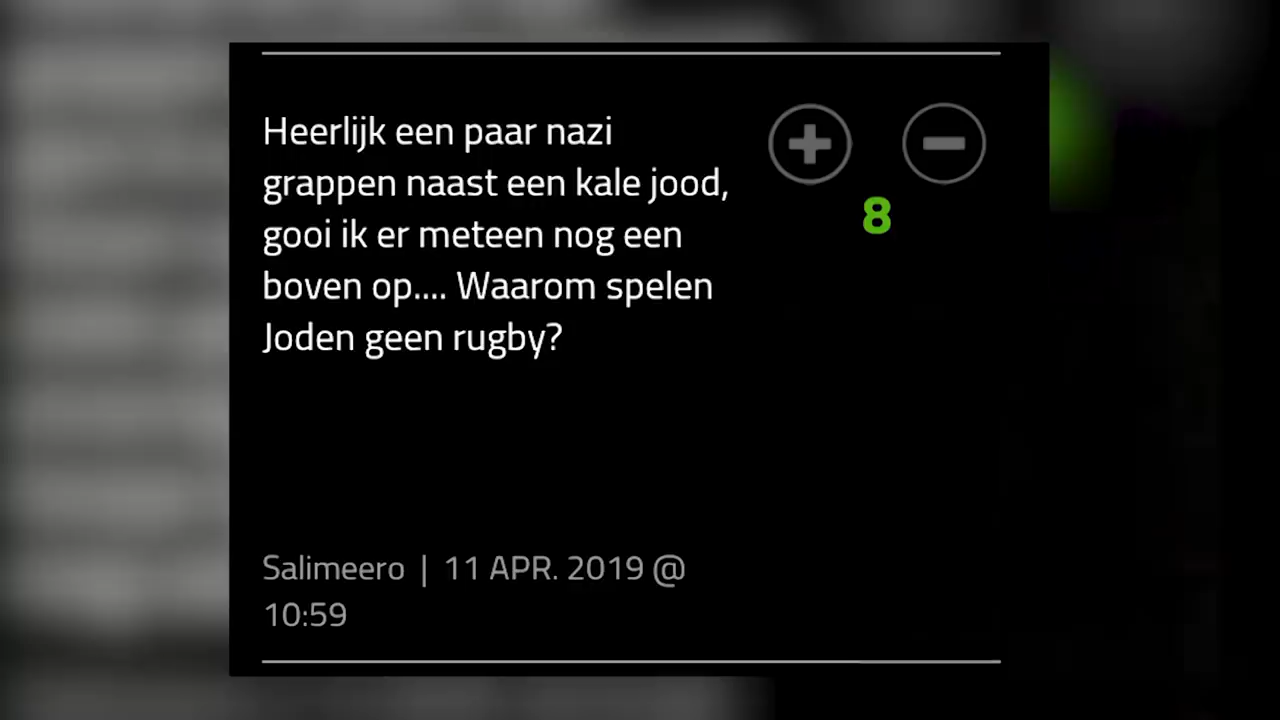 Heerlijk een paar nazi
grappen naast een kale jood,
gooi ik er meteen nog een
boven op.... Waarom spelen
Joden geen rugby?
8
Salimeero | 11 APR. 2019 @
10:59